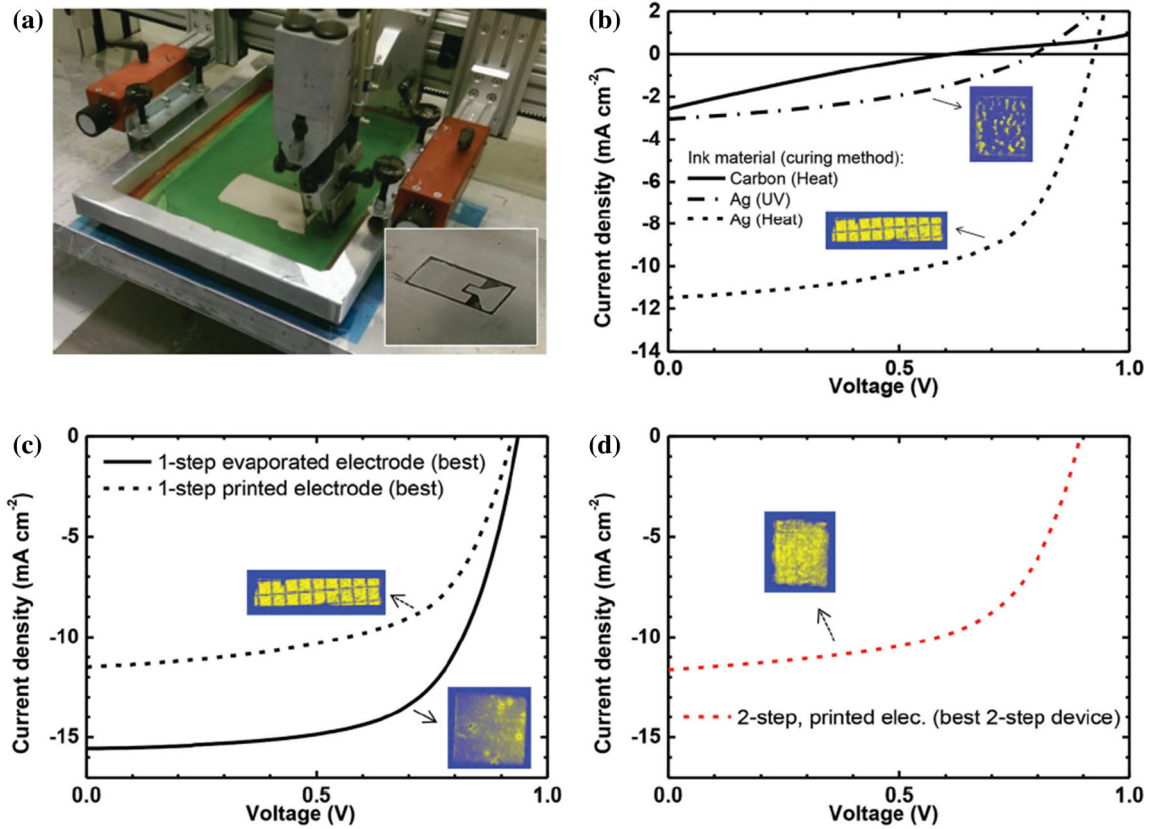 (a)
(b)
2
0
-2
-4
-6
-8
-10
-12
-14
Current density (mA cm-2)
Ink material (curing method):
Carbon (Heat)
Ag (UV)
Ag (Heat)
0.0
0.5
1.0
Voltage (V)
(c)
0
-5
-10
-15
Current density (mA cm-2)
1-step evaporated electrode (best)
1-step printed electrode (best)
0.0
0.5
1.0
Voltage (V)
(d)
0
-5
-10
-15
Current density (mA cm-2)
2-step, printed elec. (best 2-step device)
0.0
0.5
1.0
Voltage (V)